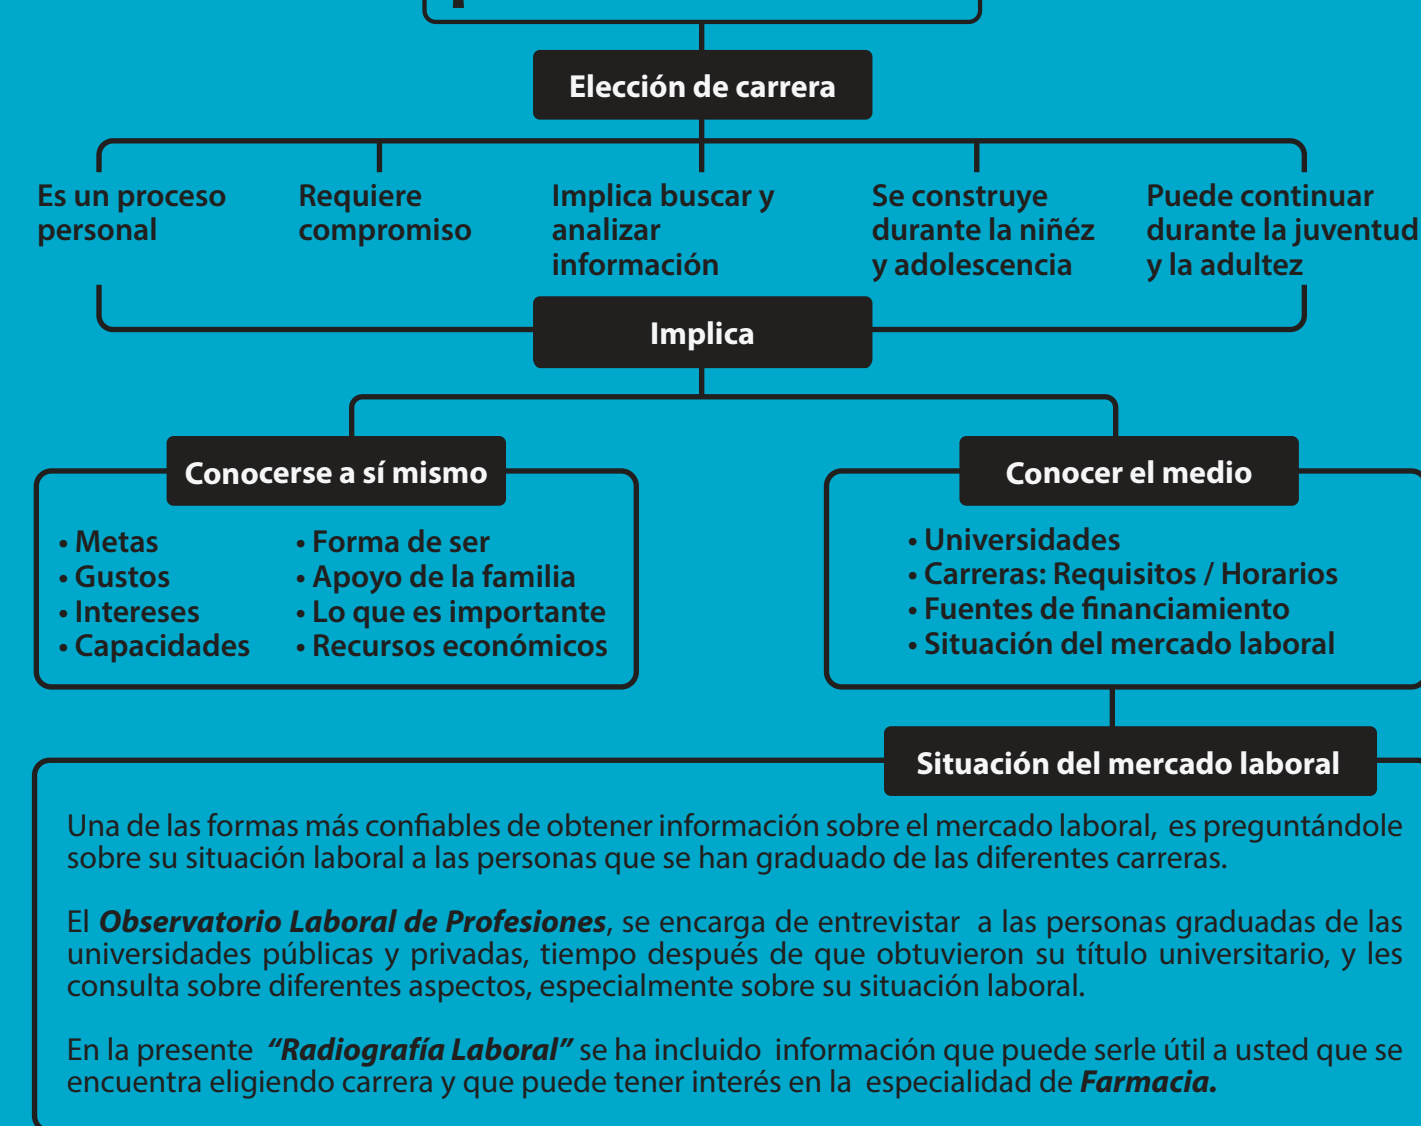 Elección de carrera
Es un proceso
personal
Requiere
compromiso
Implica buscar y
analizar
información
Se construye
durante la niñéz
y adolescencia
Puede continuar
durante la juventud
y la adultez
Implica
Conocerse a sí mismo
• Metas
• Gustos
• Intereses
• Capacidades
• Forma de ser
• Apoyo de la familia
• Lo que es importante
• Recursos económicos
Conocer el medio
• Universidades
• Carreras: Requisitos / Horarios
• Fuentes de financiamiento
• Situación del mercado laboral
Situación del mercado laboral
Una de las formas más confiables de obtener información sobre el mercado laboral, es preguntándole
sobre su situación laboral a las personas que se han graduado de las diferentes carreras.
El Observatorio Laboral de Profesiones, se encarga de entrevistar a las personas graduadas de las
universidades públicas y privadas, tiempo después de que obtuvieron su título universitario, y les
consulta sobre diferentes aspectos, especialmente sobre su situación laboral.
En la presente “Radiografía Laboral” se ha incluido información que puede serle útil a usted que se
encuentra eligiendo carrera y que puede tener interés en la especialidad de Farmacia.